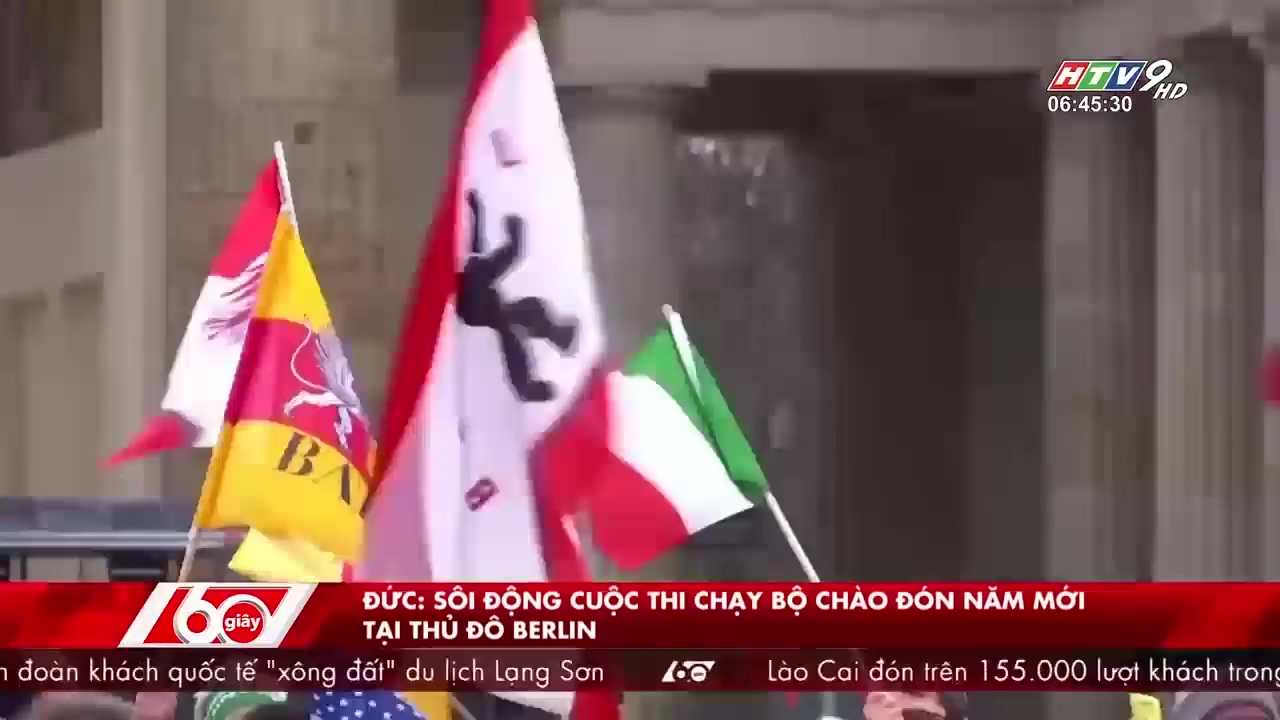 HTV9 HD
06:45:30
BA
60 giây
ĐỨC: SÔI ĐỘNG CUỘC THI CHẠY BỘ CHÀO ĐÓN NĂM MỚI
TẠI THỦ ĐÔ BERLIN
đoàn khách quốc tế "xông đất" du lịch Lạng Sơn 60 giây Lào Cai đón trên 155.000 lượt khách trong